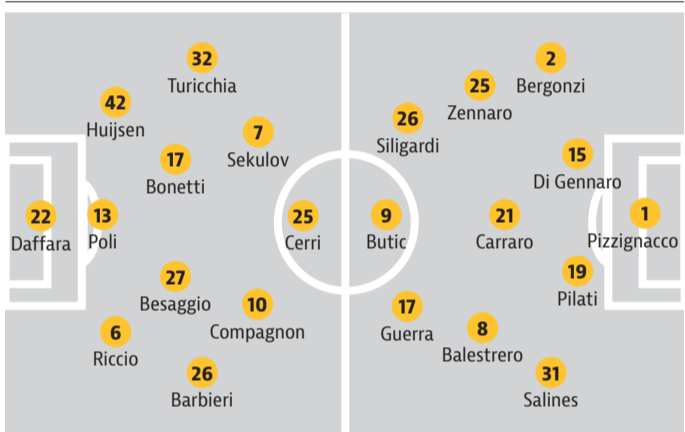 32
Turicchia
42
Huijsen
7
Sekulov
17
Bonetti
22
Daffara
13
Poli
25
Cerri
27
Besaggio
10
Compagnon
6
Riccio
26
Barbieri
2
Bergonzi
25
Zennaro
26
Siligardi
15
Di Gennaro
9
Butic
21
Carraro
1
Pizzignacco
19
Pilati
17
Guerra
8
Balestrero
31
Salines